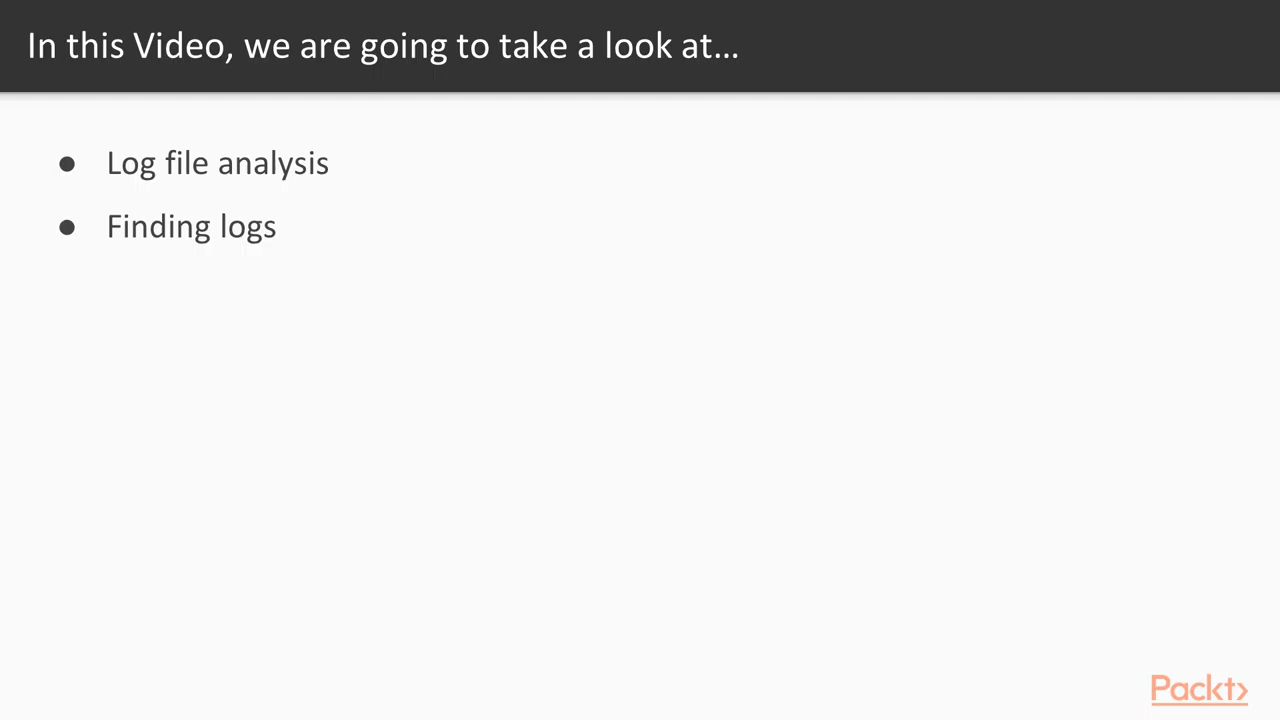 In this Video, we are going to take a look at…
● Log file analysis
● Finding logs
Packt>